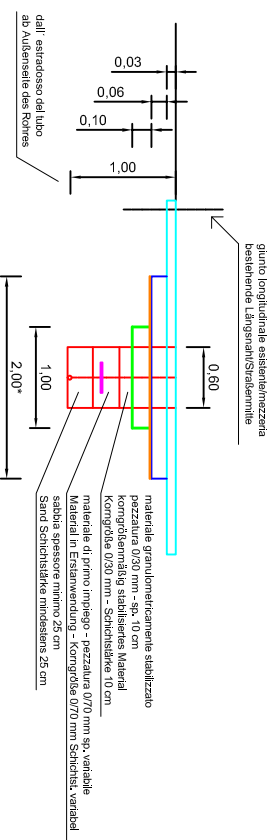 giunto longitudinale esistente/mezzeria
bestehende Längsnaht/Straßenmitte
0,03
0,06
0,10
1,00
dall' estradosso del tubo
ab Außenseite des Rohres
0,60
1,00
2,00*
materiale granulometricamente stabilizzato
pezzatura 0/30 mm - sp. 10 cm
korngrößenmäßig stabilisiertes Material
Korngröße 0/30 mm - Schichtstärke 10 cm
materiale di primo impiego - pezzatura 0/70 mm sp. variabile
Material in Erstanwendung - Korngröße 0/70 mm Schichtst. variabel
sabbia spessore minimo 25 cm
Sand Schichtstärke mindestens 25 cm